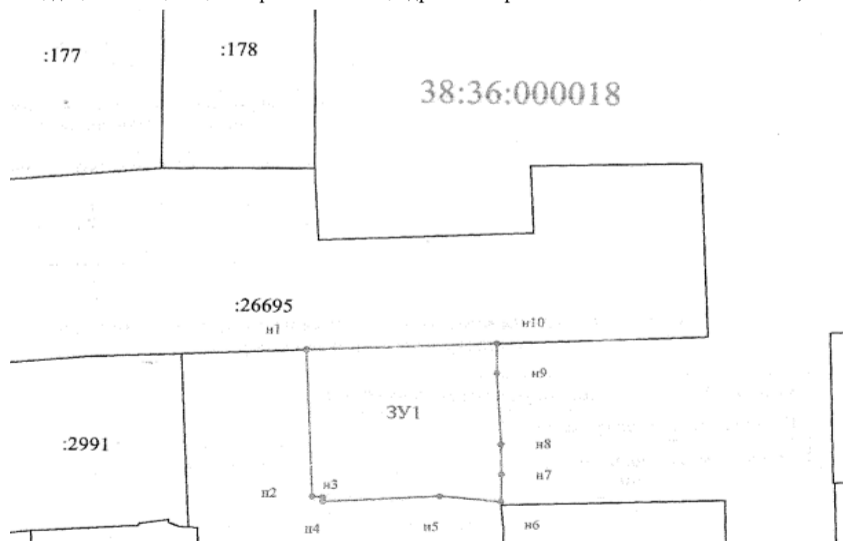 :177
:178
38:36:000018
:26695
н1
н10
н9
ЗУ1
:2991
н8
н7
н3
н2
н4
н5
н6